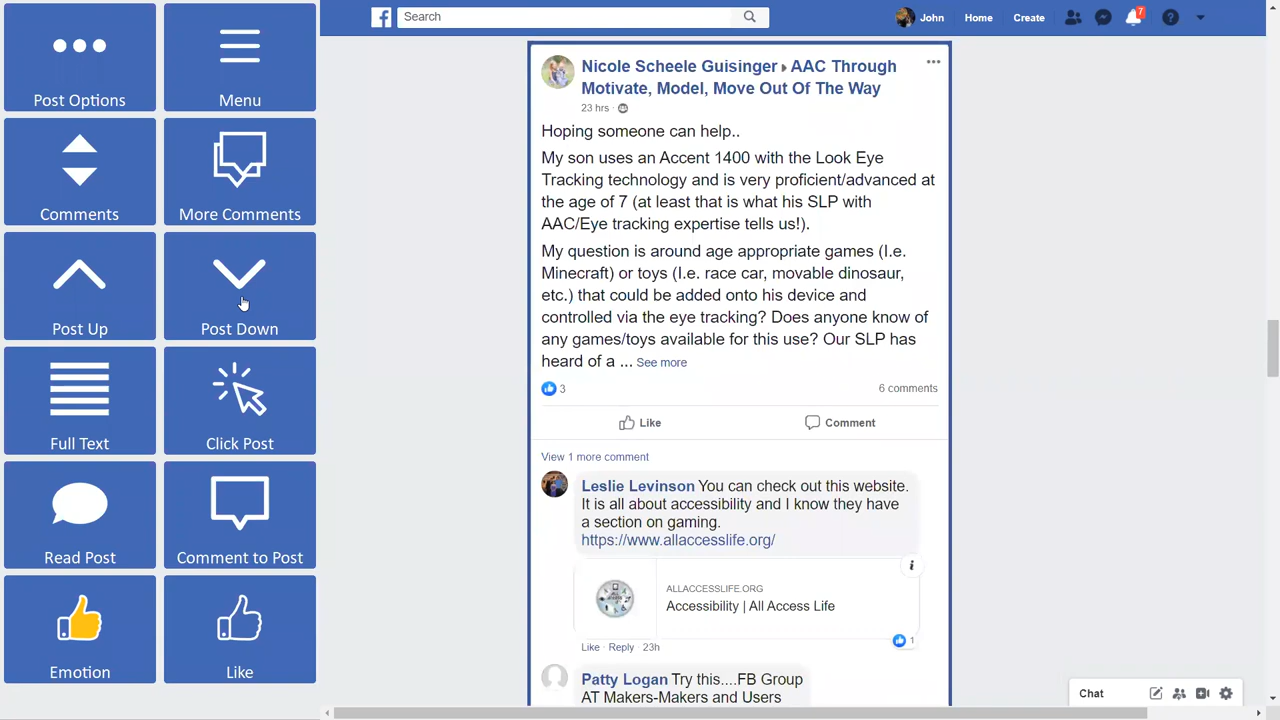 Post Options
Menu
Comments
More Comments
Post Up
Post Down
Full Text
Click Post
Read Post
Comment to Post
Emotion
Like
f
Search
John
Home
Create
7
?
Nicole Scheele Guisinger ▸ AAC Through
Motivate, Model, Move Out Of The Way
23 hrs ·
Hoping someone can help..
My son uses an Accent 1400 with the Look Eye
Tracking technology and is very proficient/advanced at
the age of 7 (at least that is what his SLP with
AAC/Eye tracking expertise tells us!).
My question is around age appropriate games (I.e.
Minecraft) or toys (I.e. race car, movable dinosaur,
etc.) that could be added onto his device and
controlled via the eye tracking? Does anyone know of
any games/toys available for this use? Our SLP has
heard of a ... See more
3
6 comments
Like
Comment
View 1 more comment
Leslie Levinson You can check out this website.
It is all about accessibility and I know they have
a section on gaming.
https://www.allaccesslife.org/
i
ALLACCESSLIFE.ORG
Accessibility | All Access Life
1
Like · Reply · 23h
Patty Logan Try this....FB Group
AT Makers-Makers and Users
Chat